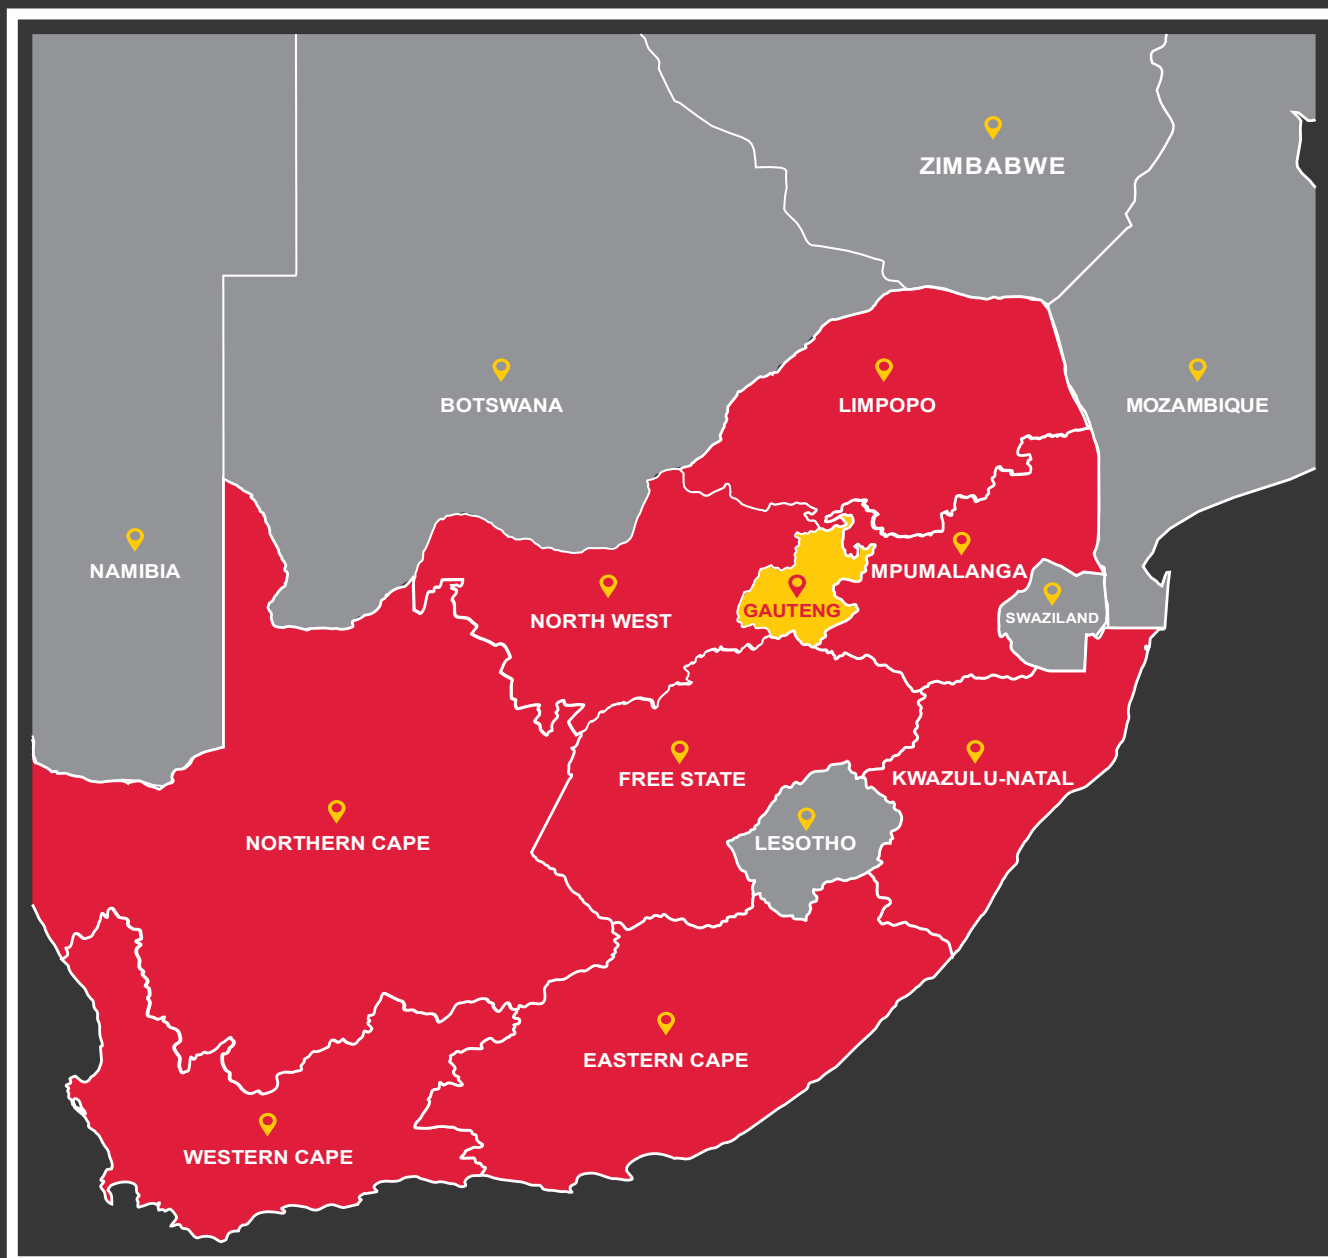 ZIMBABWE
BOTSWANA
LIMPOPO
MOZAMBIQUE
NAMIBIA
MPUMALANGA
NORTH WEST
GAUTENG
SWAZILAND
FREE STATE
KWAZULU-NATAL
NORTHERN CAPE
LESOTHO
EASTERN CAPE
WESTERN CAPE